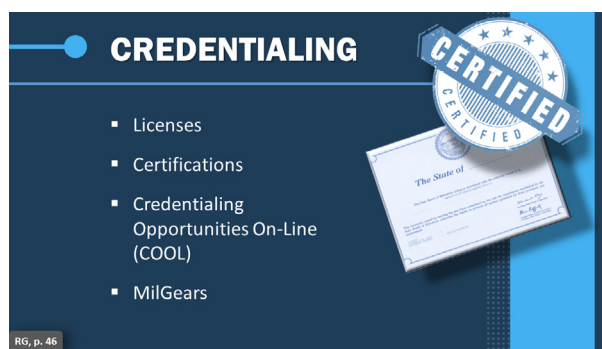 CREDENTIALING
CERTIFIED
CERTIFIED
The State of
▪ Licenses
▪ Certifications
▪ Credentialing
Opportunities On-Line
(COOL)
▪ MilGears
RG, p. 46